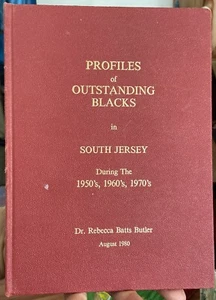 PROFILES
of
OUTSTANDING
BLACKS
in
SOUTH JERSEY
During The
1950's, 1960's, 1970's
Dr. Rebecca Batts Butler
August 1980